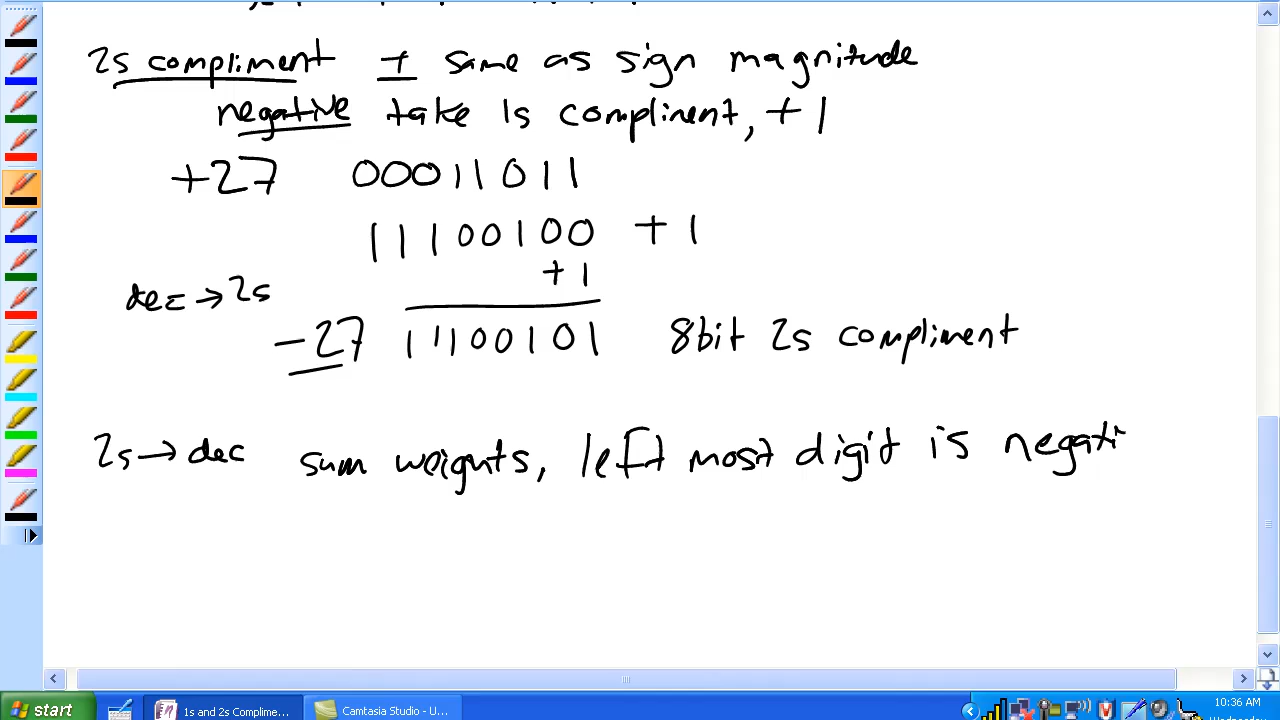 2s compliment + same as sign magnitude
negative take 1s compliment, +1
+27 00011011
11100100 +1
+1
dec → 2s
-27 11100101 8bit 2s compliment
2s → dec sum weights, left most digit is negati
start 1s and 2s Complime... Camtasia Studio - U... 10:36 AM